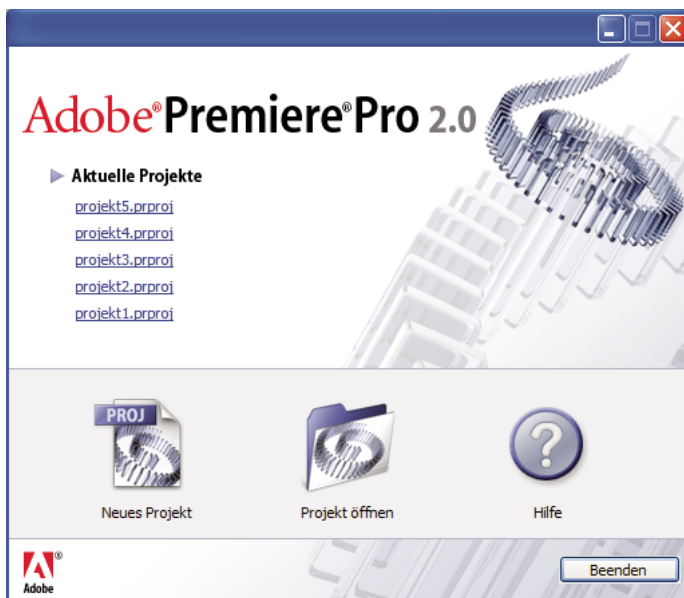 Adobe® Premiere® Pro 2.0
Aktuelle Projekte
projekt5.prproj
projekt4.prproj
projekt3.prproj
projekt2.prproj
projekt1.prproj
PROJ
Neues Projekt
Projekt öffnen
Hilfe
®
Adobe
Beenden